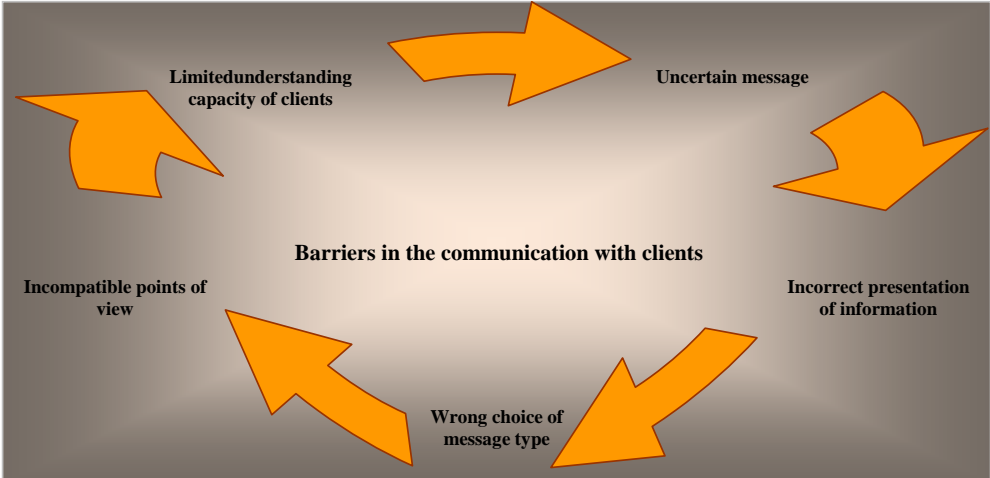 Limitedunderstanding
capacity of clients
Uncertain message
Barriers in the communication with clients
Incompatible points of
view
Incorrect presentation
of information
Wrong choice of
message type